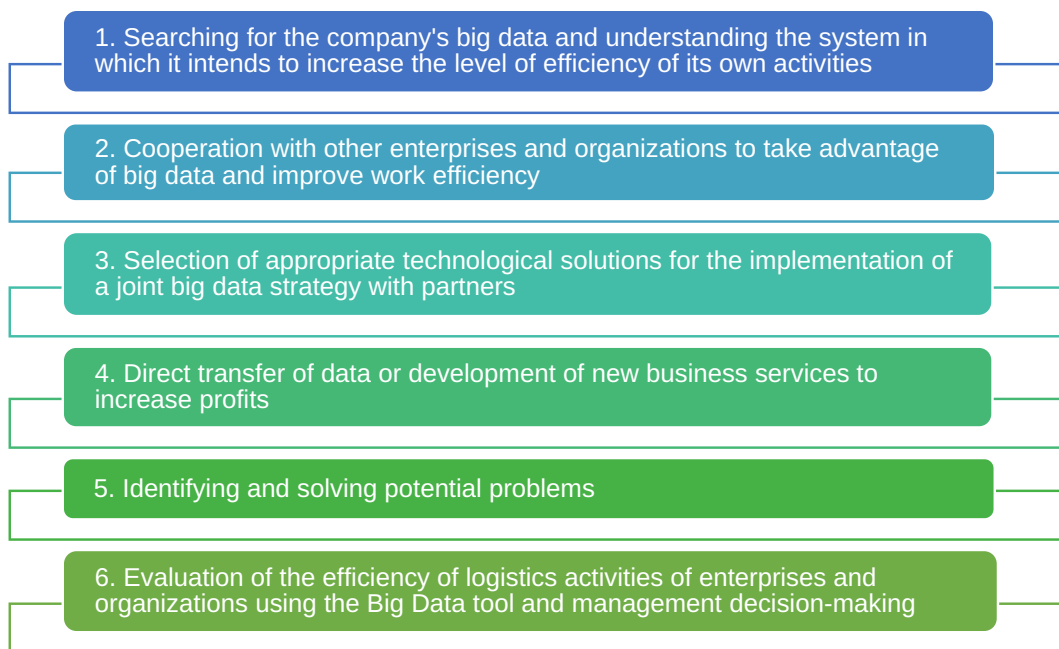 1. Searching for the company's big data and understanding the system in
which it intends to increase the level of efficiency of its own activities
2. Cooperation with other enterprises and organizations to take advantage
of big data and improve work efficiency
3. Selection of appropriate technological solutions for the implementation of
a joint big data strategy with partners
4. Direct transfer of data or development of new business services to
increase profits
5. Identifying and solving potential problems
6. Evaluation of the efficiency of logistics activities of enterprises and
organizations using the Big Data tool and management decision-making